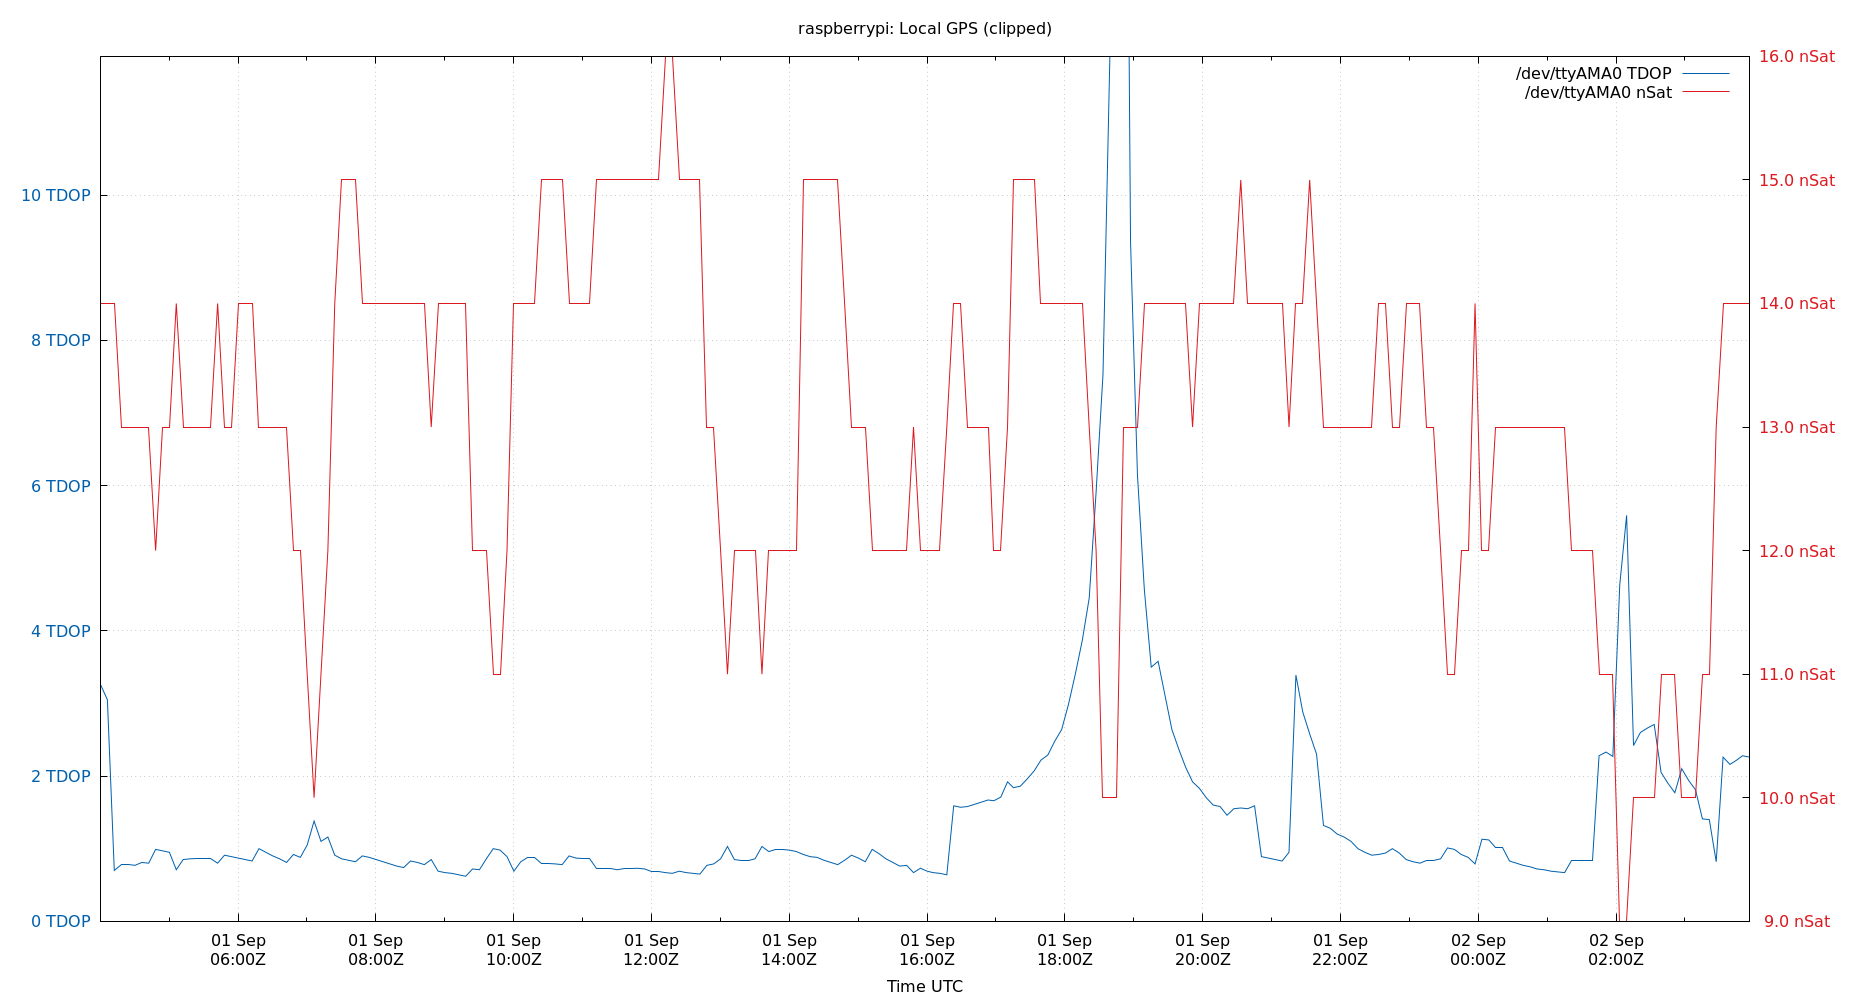 raspberrypi: Local GPS (clipped)
/dev/ttyAMA0 TDOP
/dev/ttyAMA0 nSat
10 TDOP
8 TDOP
6 TDOP
4 TDOP
2 TDOP
0 TDOP
16.0 nSat
15.0 nSat
14.0 nSat
13.0 nSat
12.0 nSat
11.0 nSat
10.0 nSat
9.0 nSat
01 Sep
06:00Z
01 Sep
08:00Z
01 Sep
10:00Z
01 Sep
12:00Z
01 Sep
14:00Z
01 Sep
16:00Z
01 Sep
18:00Z
01 Sep
20:00Z
01 Sep
22:00Z
02 Sep
00:00Z
02 Sep
02:00Z
Time UTC